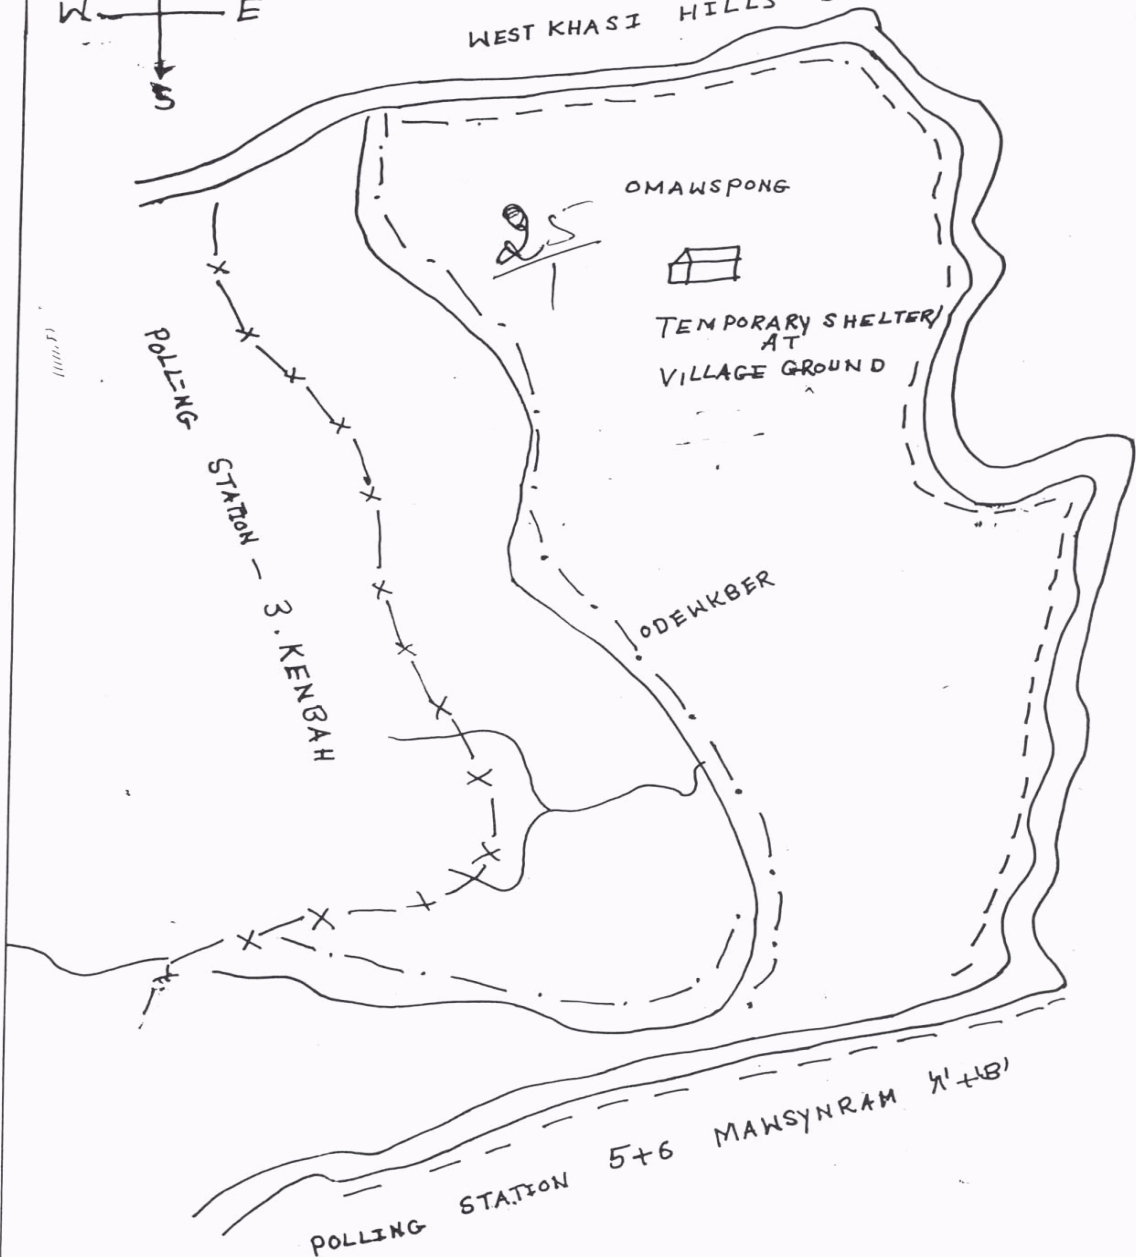 W E
S
WEST KHASI HILLS
OMAWSPONG
25
TEMPORARY SHELTER
AT
VILLAGE GROUND
POLLING STATION - 3. KENBAH
ODEWKBER
POLLING STATION 5+6 MAWSYNRAM 'A'+'B'